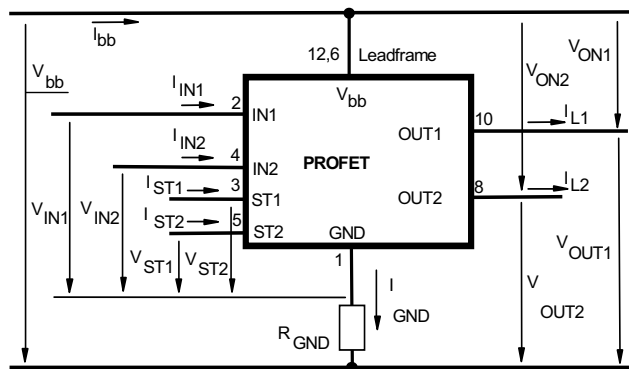 I bb
V ON1
V bb
12,6 Leadframe
V ON2
I IN1
V bb
2
IN1
10
I L1
OUT1
I IN2
4
IN2
PROFET
I ST1
3
ST1
OUT2
8
I L2
I ST2
5
ST2
GND
V IN1
V IN2
V ST1
V ST2
1
V OUT1
I GND
V OUT2
R GND